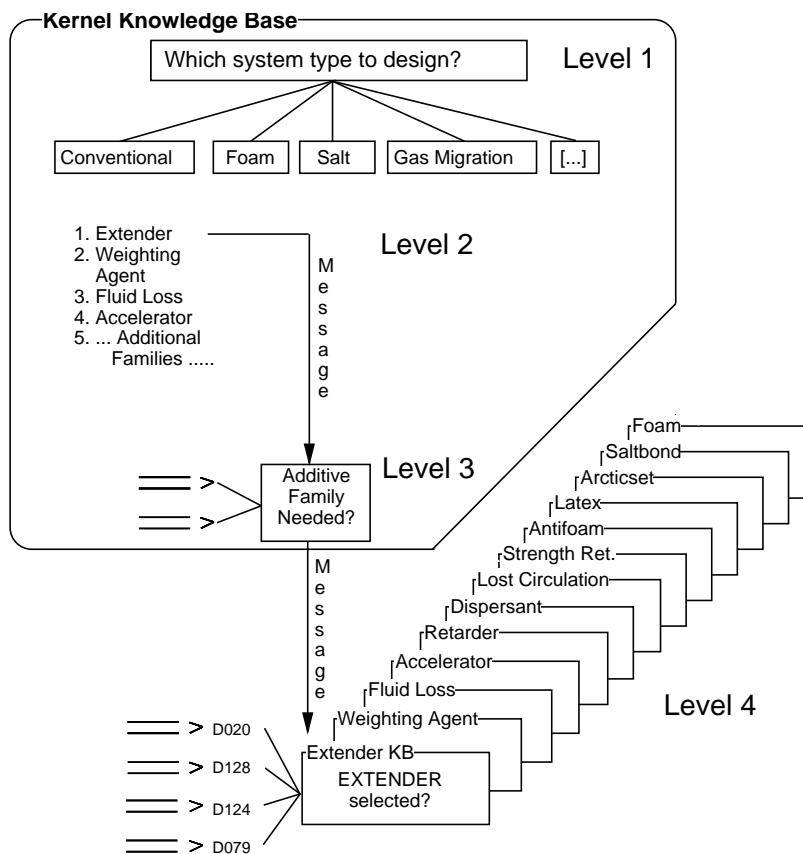 Kernel Knowledge Base
Which system type to design?
Level 1
Conventional
Foam
Salt
Gas Migration
[...]
1. Extender
2. Weighting
Agent
3. Fluid Loss
4. Accelerator
5. ... Additional
Families .....
Message
Level 2
Level 3
Additive
Family
Needed?
Message
Foam
Saltbond
Arcticset
Latex
Antifoam
Strength Ret.
Lost Circulation
Dispersant
Retarder
Accelerator
Fluid Loss
Weighting Agent
Extender KB
EXTENDER
selected?
Level 4
D020
D128
D124
D079